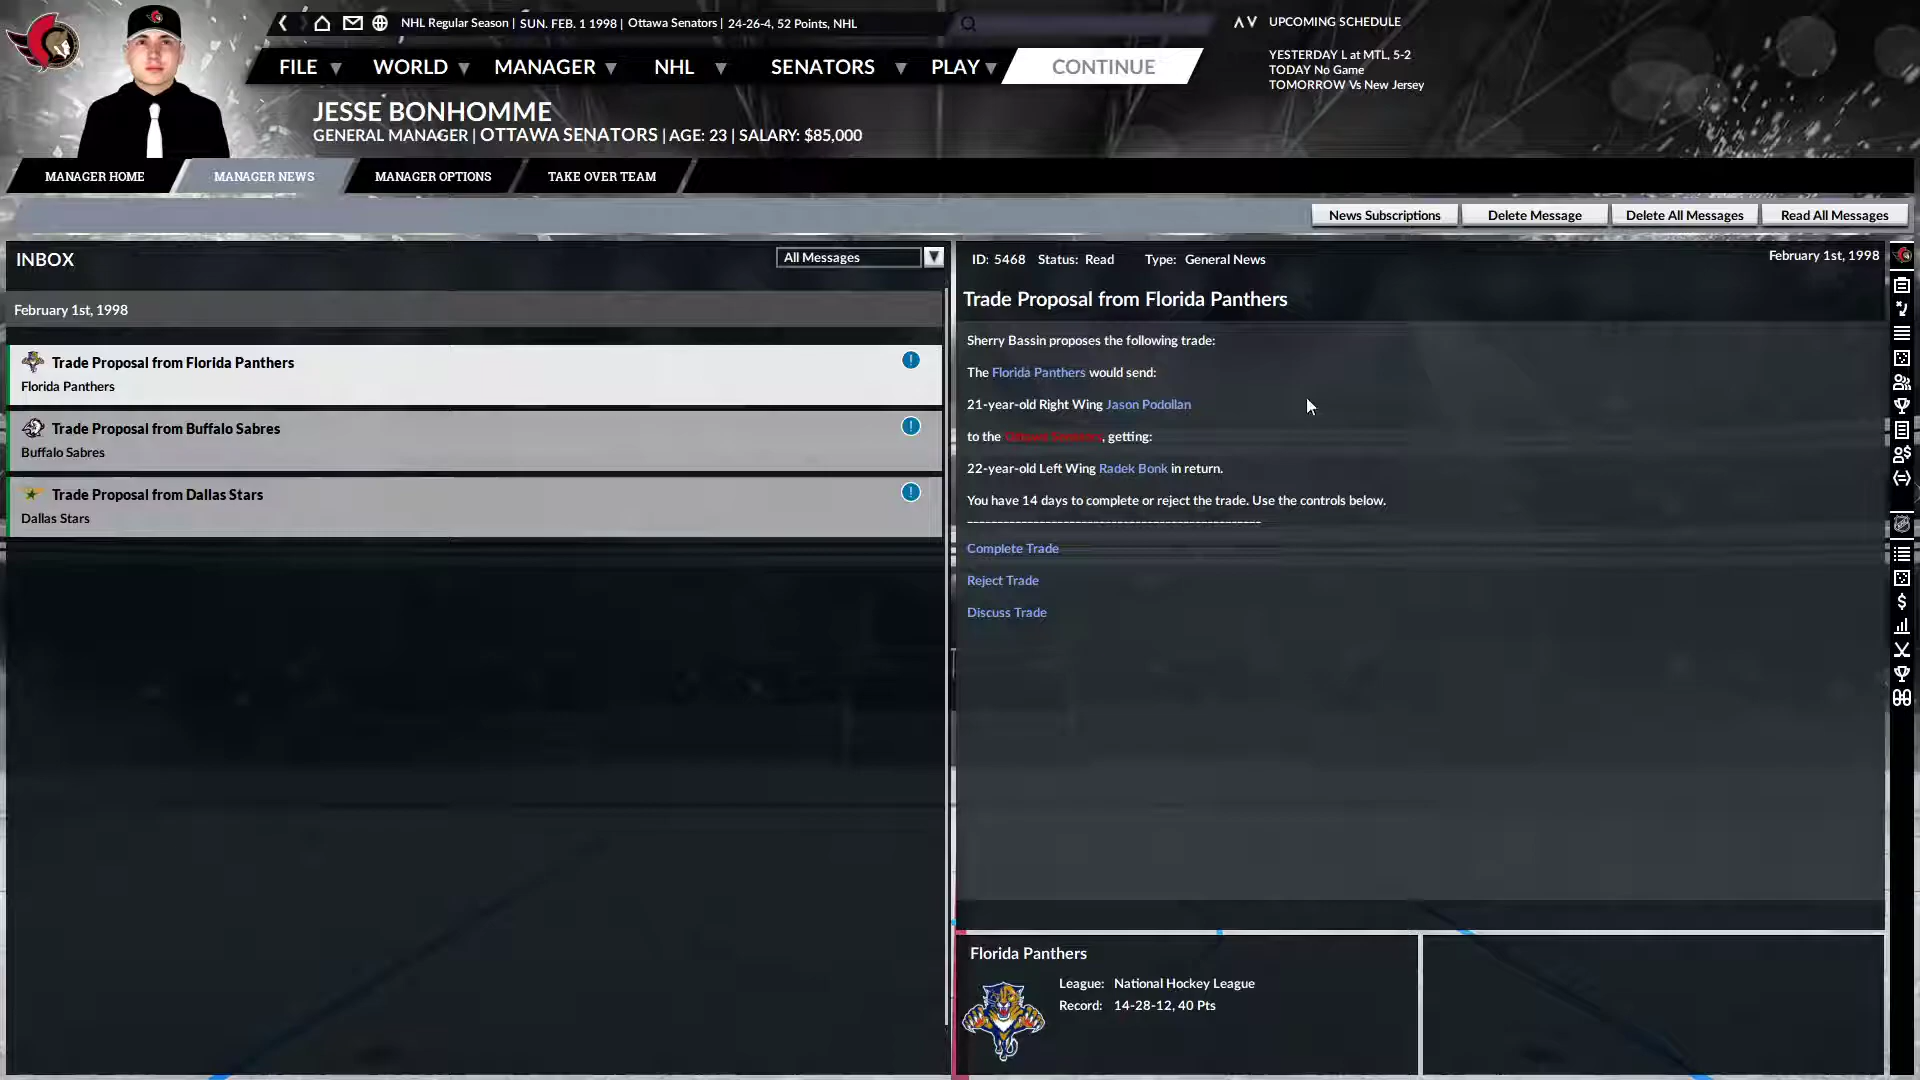 NHL Regular Season | SUN. FEB. 1 1998 | Ottawa Senators | 24-26-4, 52 Points, NHL
UPCOMING SCHEDULE
YESTERDAY L at MTL, 5-2
TODAY No Game
TOMORROW Vs New Jersey
FILE WORLD MANAGER NHL SENATORS PLAY CONTINUE
JESSE BONHOMME
GENERAL MANAGER | OTTAWA SENATORS | AGE: 23 | SALARY: $85,000
MANAGER HOME MANAGER NEWS MANAGER OPTIONS TAKE OVER TEAM
News Subscriptions Delete Message Delete All Messages Read All Messages
INBOX
All Messages
February 1st, 1998
Trade Proposal from Florida Panthers
Florida Panthers
Trade Proposal from Buffalo Sabres
Buffalo Sabres
Trade Proposal from Dallas Stars
Dallas Stars
ID: 5468 Status: Read Type: General News
February 1st, 1998
Trade Proposal from Florida Panthers
Sherry Bassin proposes the following trade:
The Florida Panthers would send:
21-year-old Right Wing Jason Podollan
to the Ottawa Senators, getting:
22-year-old Left Wing Radek Bonk in return.
You have 14 days to complete or reject the trade. Use the controls below.
-------------------------------------------------
Complete Trade
Reject Trade
Discuss Trade
Florida Panthers
League: National Hockey League
Record: 14-28-12, 40 Pts